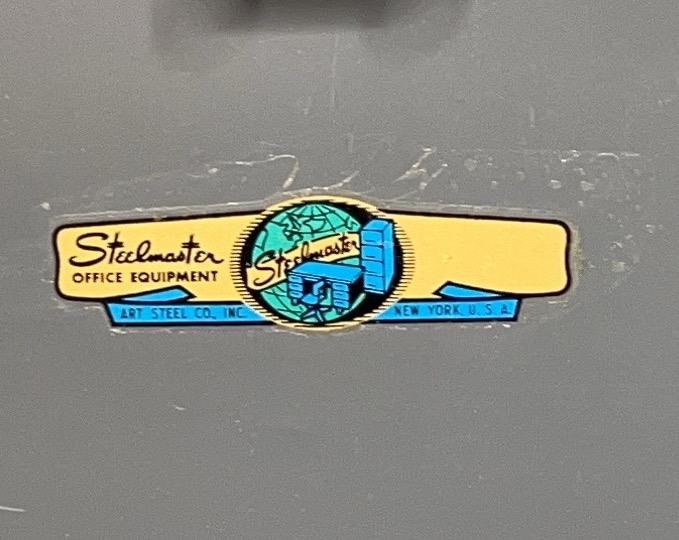 Steelmaster
OFFICE EQUIPMENT
Steelmaster
ART STEEL CO., INC.
NEW YORK, U. S. A.